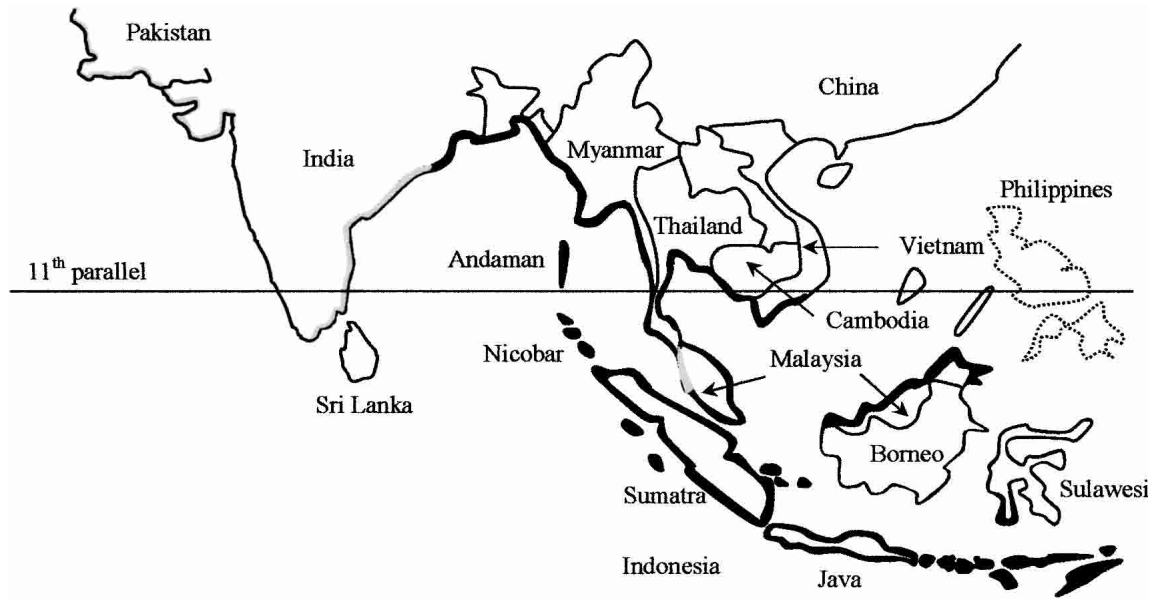 Pakistan
China
India
Myanmar
Philippines
Thailand
Vietnam
Andaman
11th parallel
Cambodia
Nicobar
Malaysia
Sri Lanka
Borneo
Sumatra
Sulawesi
Indonesia
Java